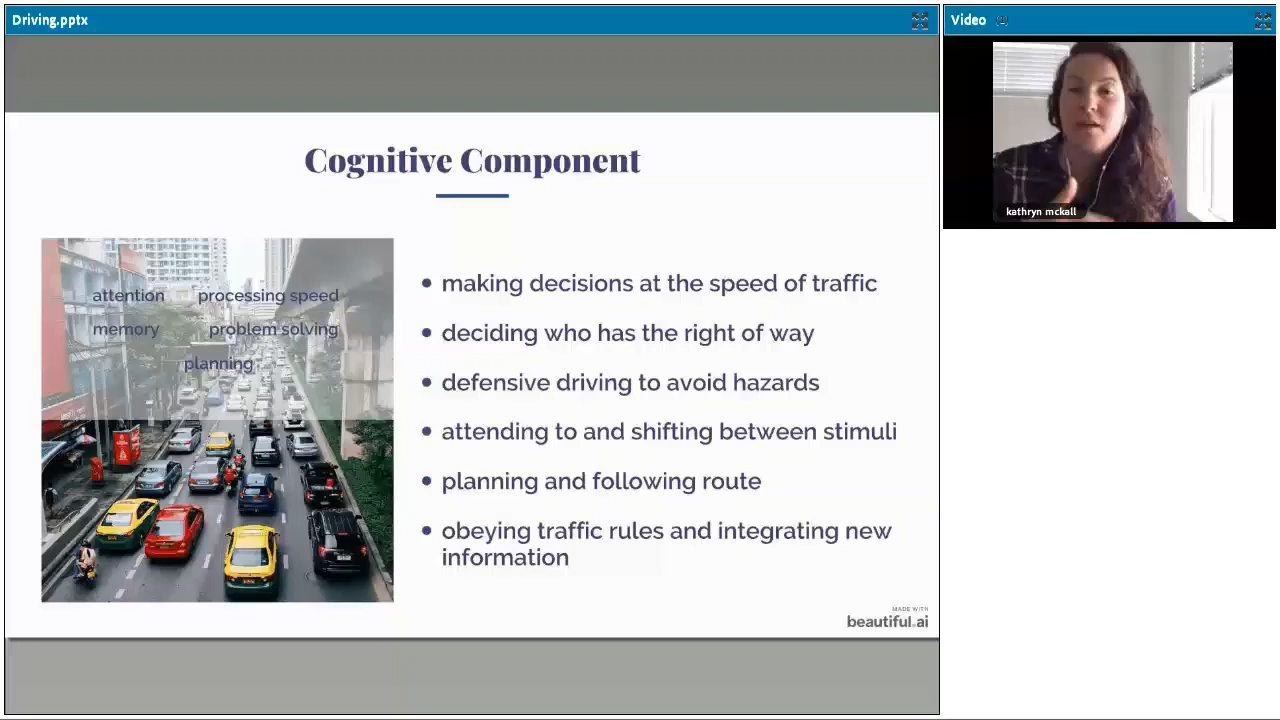 Driving.pptx
Video (1)
kathryn mckall
Cognitive Component
attention processing speed
memory problem solving
planning
• making decisions at the speed of traffic
• deciding who has the right of way
• defensive driving to avoid hazards
• attending to and shifting between stimuli
• planning and following route
• obeying traffic rules and integrating new
information
MADE WITH
beautiful.ai